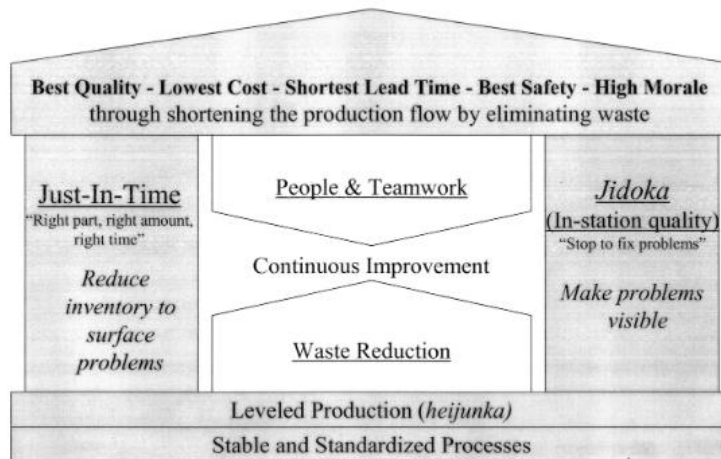 Best Quality - Lowest Cost - Shortest Lead Time - Best Safety - High Morale
through shortening the production flow by eliminating waste
Just-In-Time
“Right part, right amount,
right time”
Reduce
inventory to
surface
problems
People & Teamwork
Continuous Improvement
Waste Reduction
Jidoka
(In-station quality)
“Stop to fix problems”
Make problems
visible
Leveled Production (heijunka)
Stable and Standardized Processes